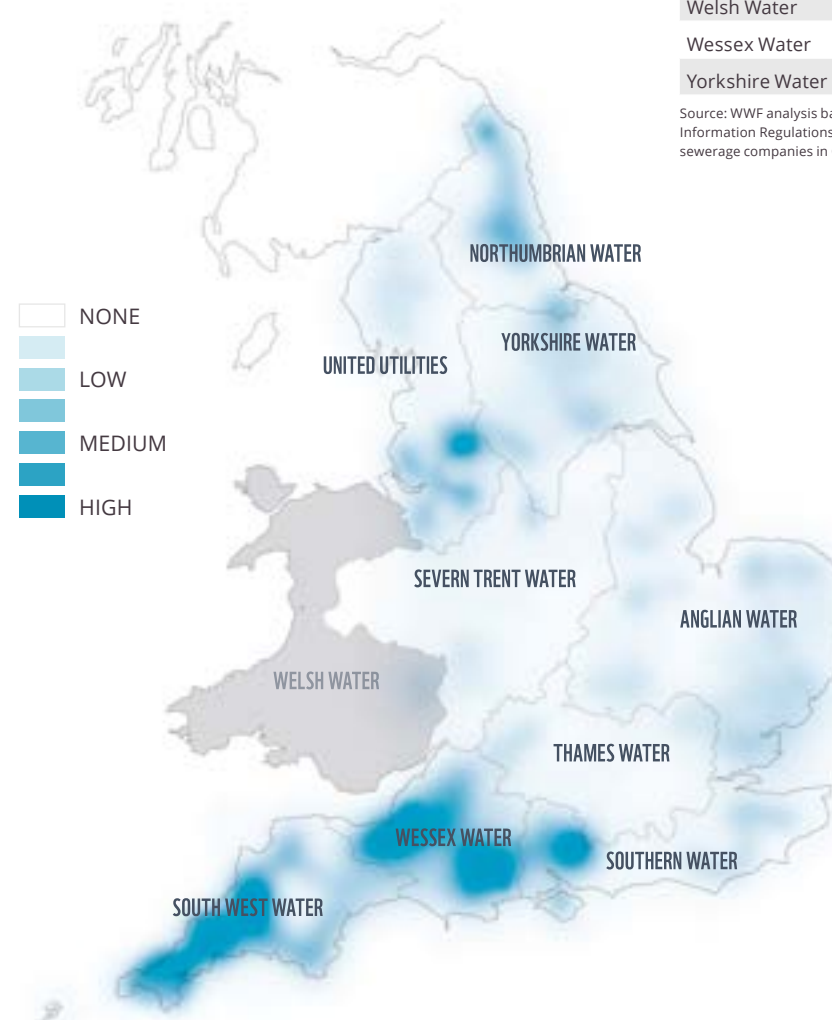 Welsh Water
Wessex Water
Yorkshire Water
Source: WWF analysis ba
Information Regulations
sewerage companies in
NORTHUMBRIAN WATER
NONE
YORKSHIRE WATER
UNITED UTILITIES
LOW
MEDIUM
HIGH
SEVERN TRENT WATER
ANGLIAN WATER
WELSH WATER
THAMES WATER
WESSEX WATER
SOUTHERN WATER
SOUTH WEST WATER